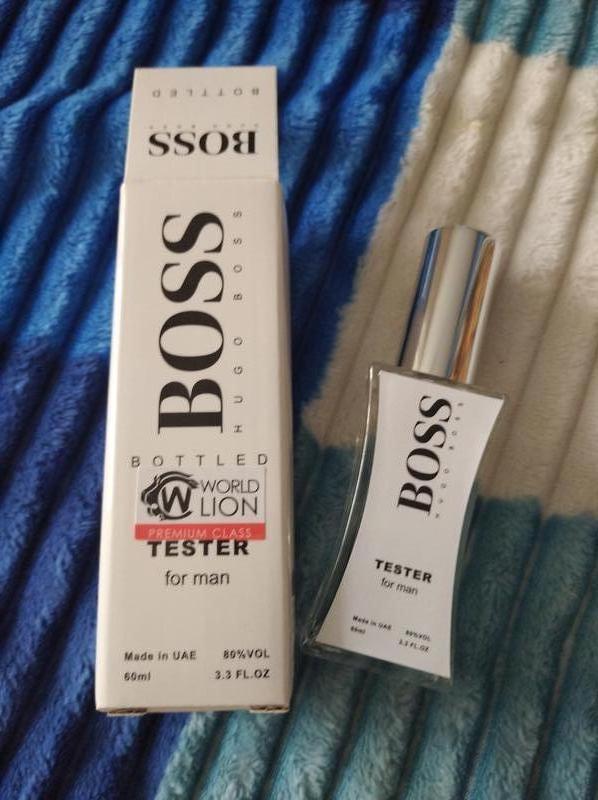 BOTTLED
BOSS
BOSS
HUGO BOSS
BOTTLED
WORLD
LION
PREMIUM CLASS
TESTER
for man
Made in UAE 80%VOL
60ml 3.3 FL.OZ
BOSS
HUGO BOSS
TESTER
for man
Made in UAE 80%VOL
60ml 3.3 FL.OZ